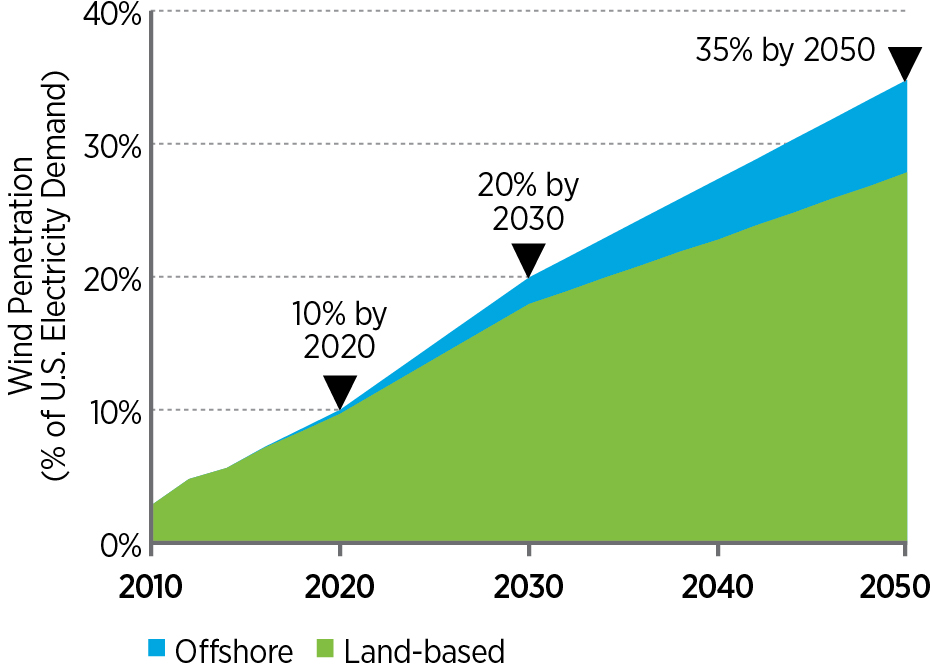 Wind Penetration
(% of U.S. Electricity Demand)
40%
30%
20%
10%
0%
35% by 2050
20% by
2030
10% by
2020
2010 2020 2030 2040 2050
Offshore Land-based